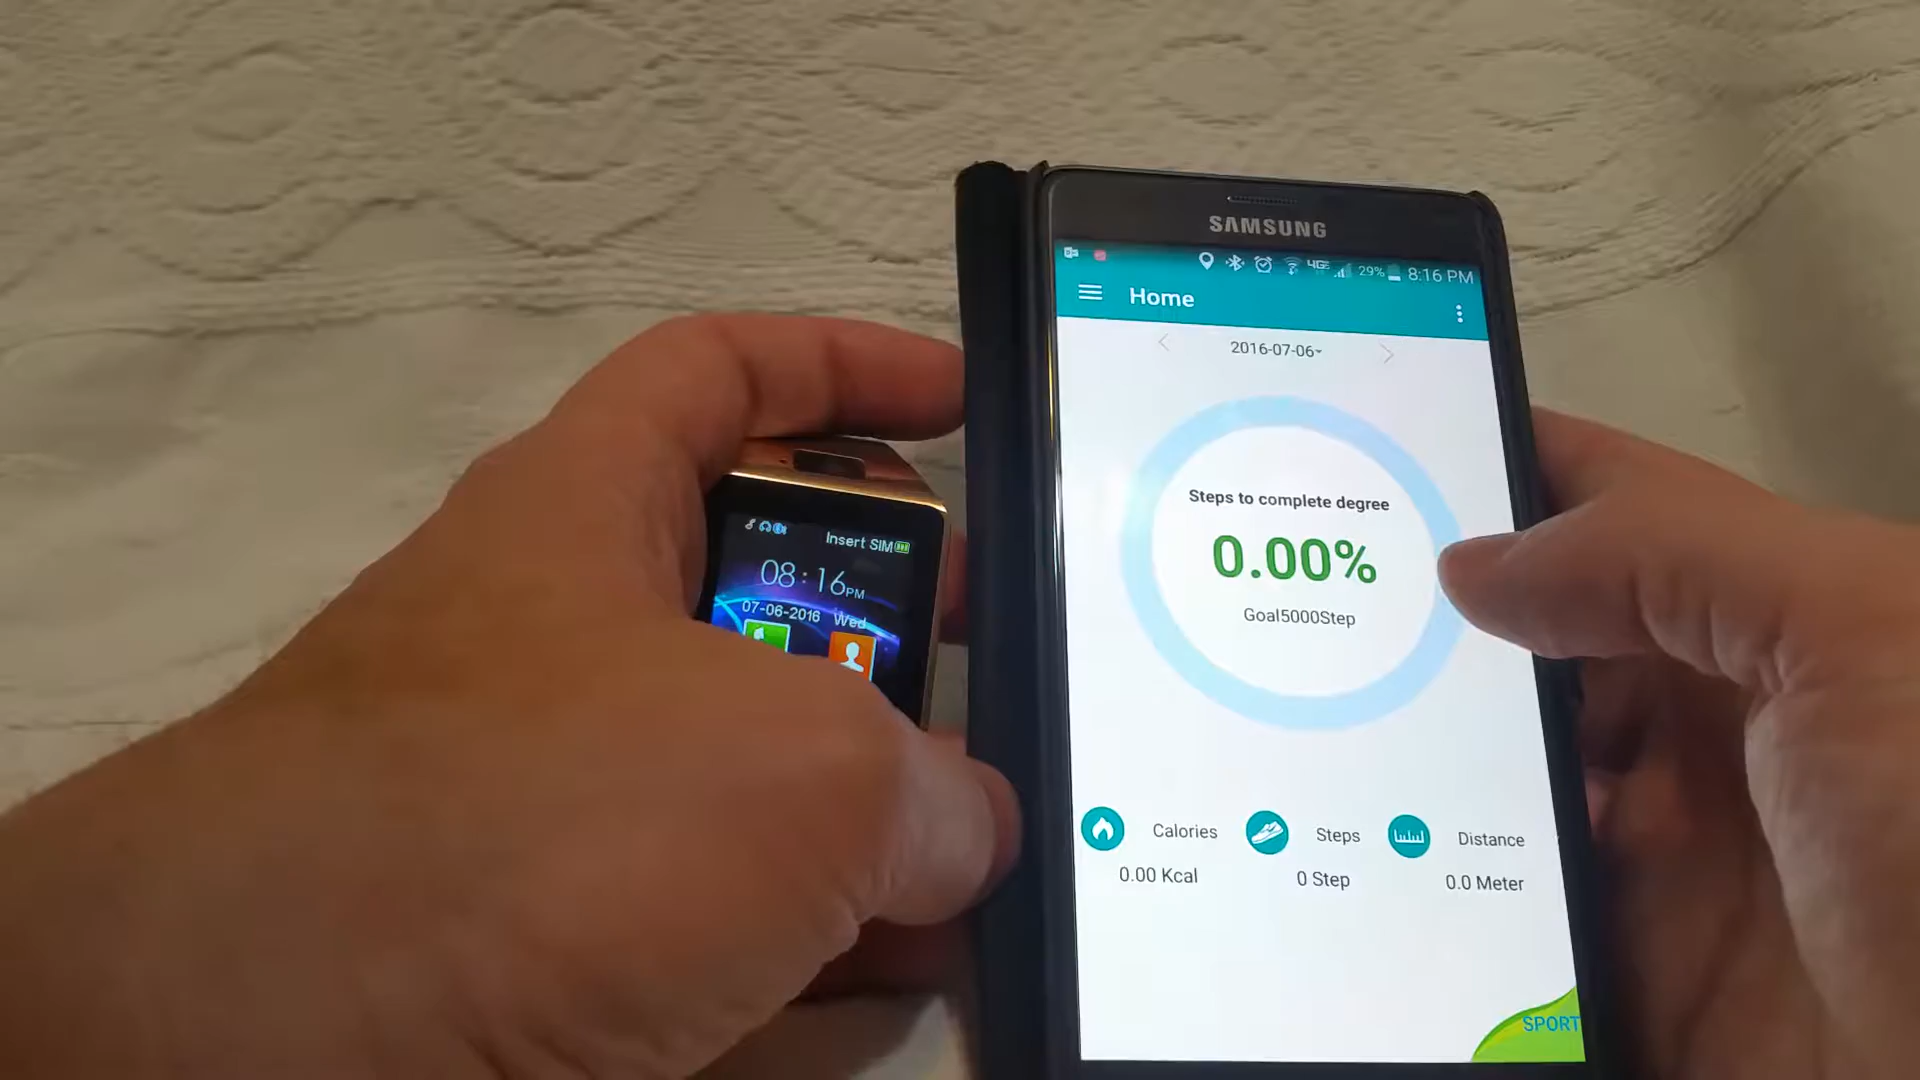 SAMSUNG
4GE 29% 8:16 PM
Home
2016-07-06
Steps to complete degree
0.00%
Goal5000Step
Calories Steps Distance
0.00 Kcal 0 Step 0.0 Meter
SPORT
Insert SIM
08:16PM
07-06-2016 Wed